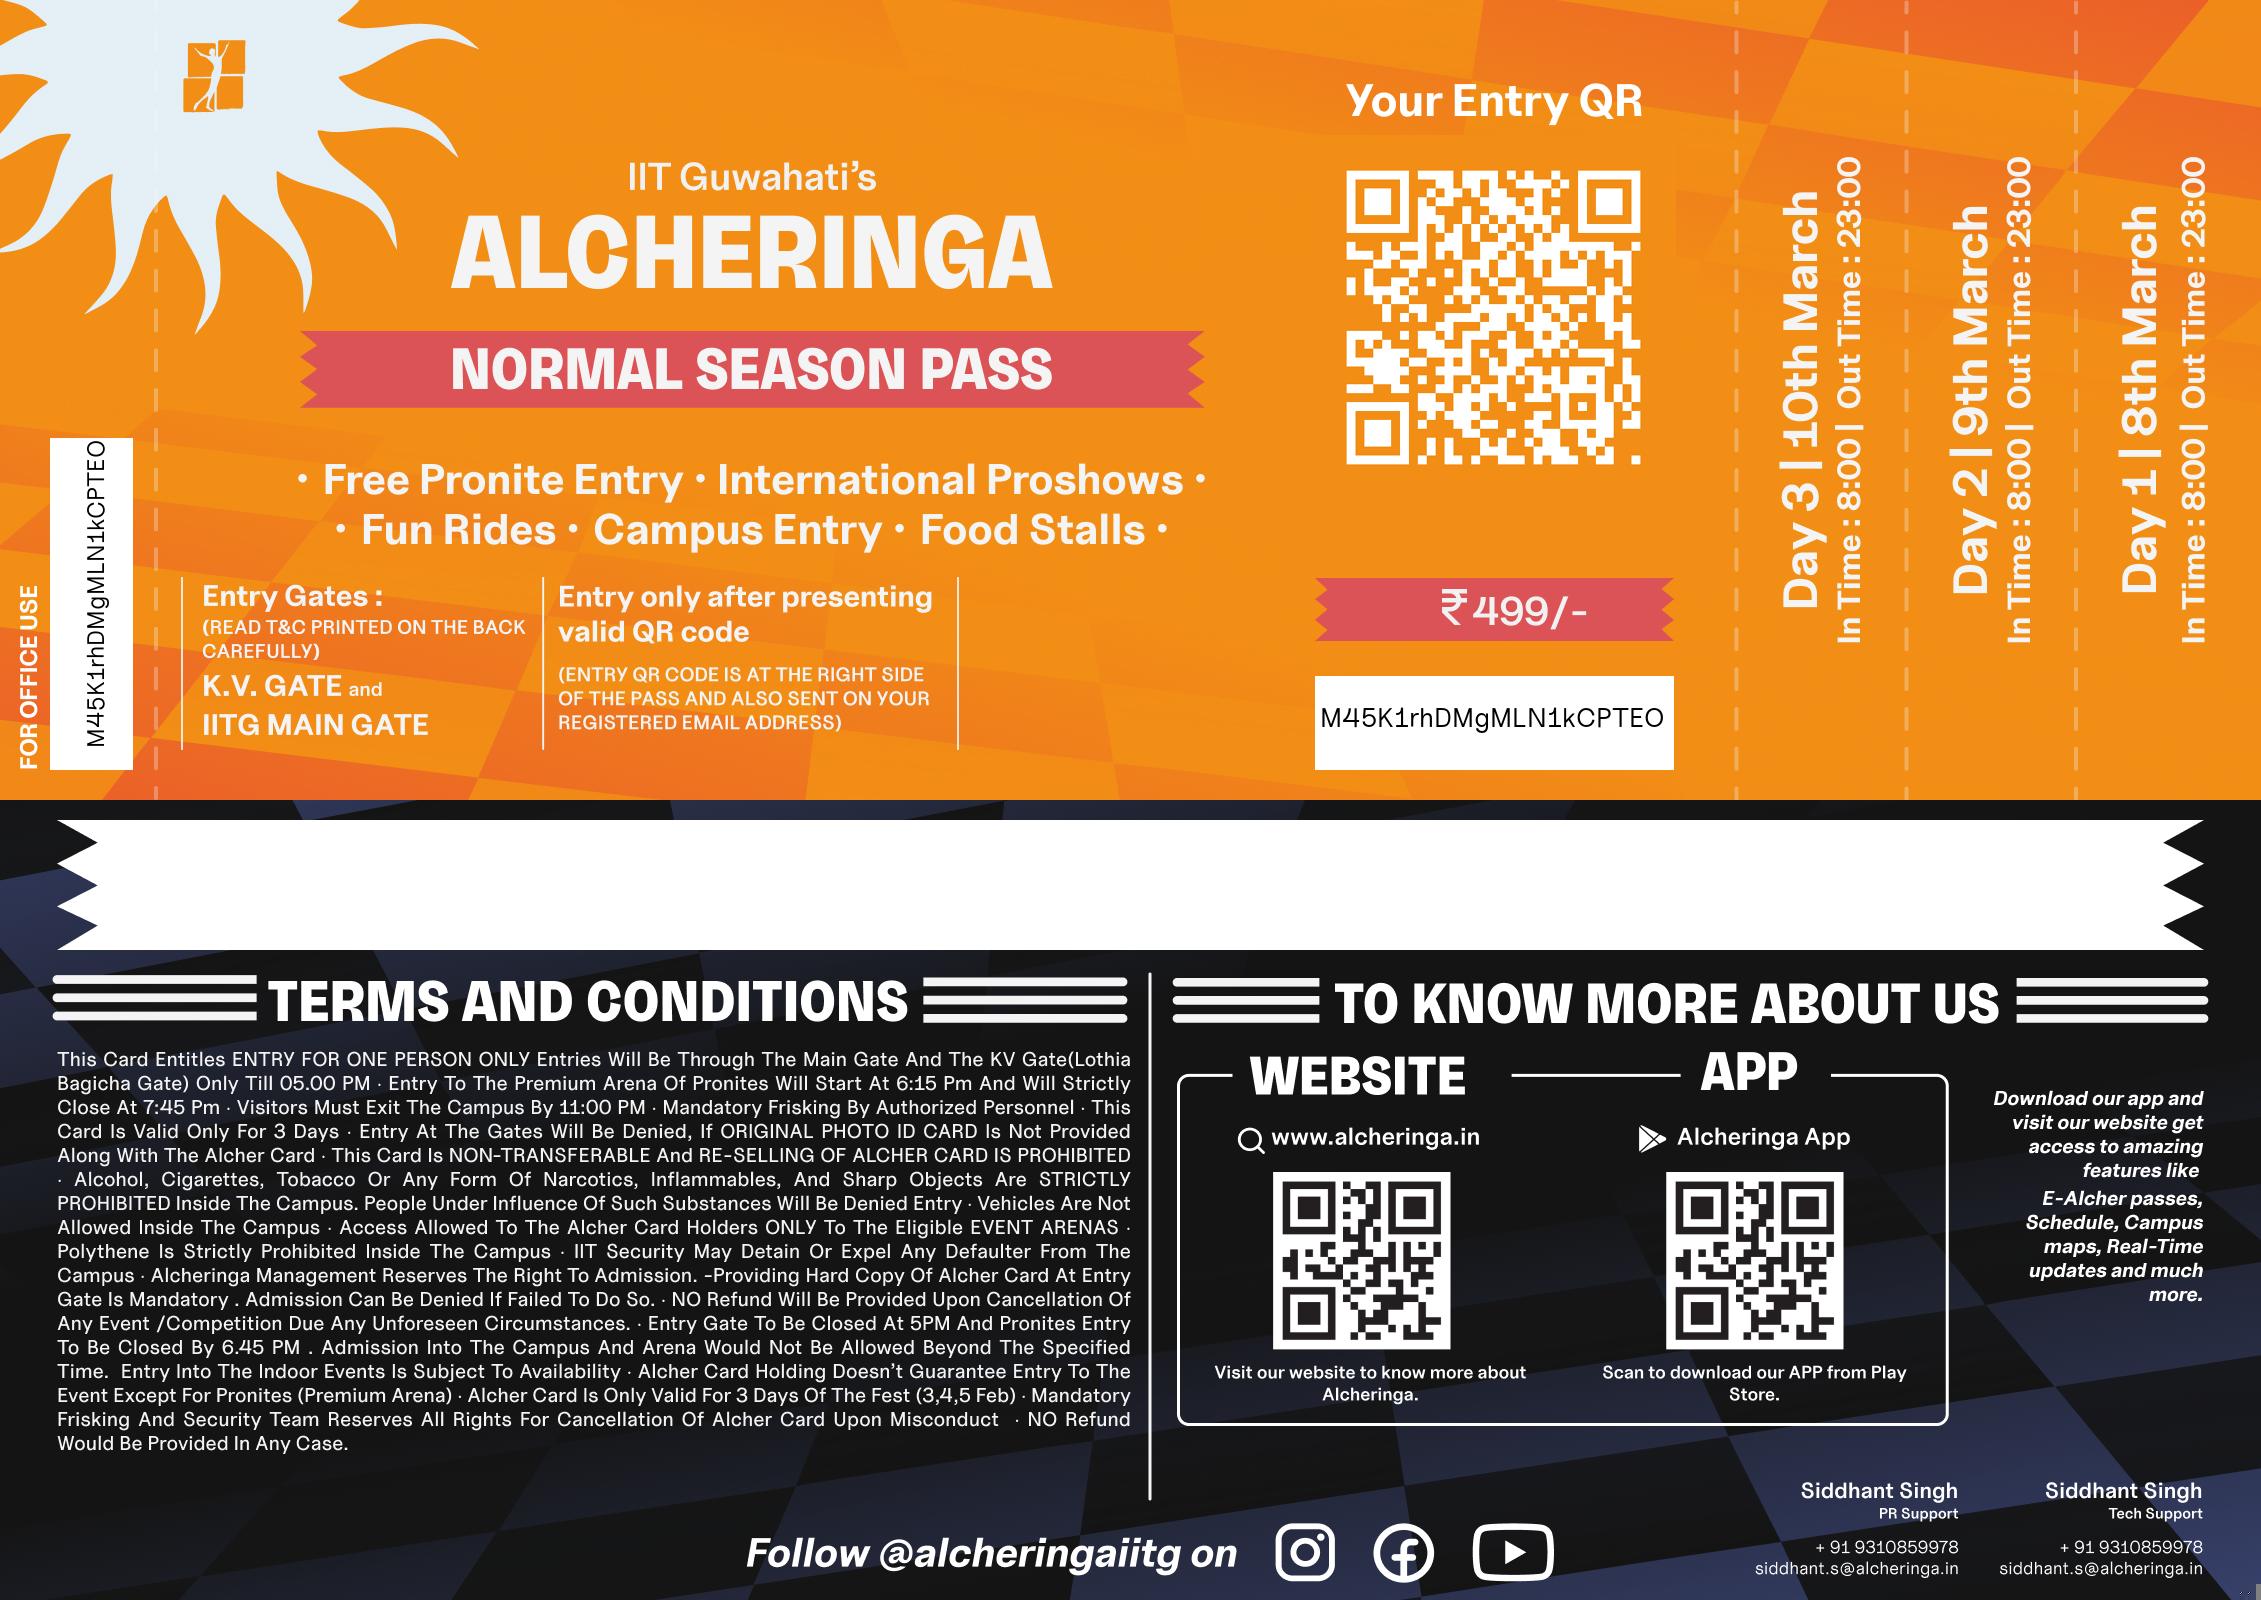 Your Entry QR
IIT Guwahati’s
ALCHERINGA
NORMAL SEASON PASS
· Free Pronite Entry · International Proshows ·
· Fun Rides · Campus Entry · Food Stalls ·
FOR OFFICE USE
M45K1rhDMgMLN1kCPTEO
Entry Gates :
(READ T&C PRINTED ON THE BACK
CAREFULLY)
K.V. GATE and
IITG MAIN GATE
Entry only after presenting
valid QR code
(ENTRY QR CODE IS AT THE RIGHT SIDE
OF THE PASS AND ALSO SENT ON YOUR
REGISTERED EMAIL ADDRESS)
₹ 499/-
M45K1rhDMgMLN1kCPTEO
Day 3 | 10th March
In Time : 8:00 | Out Time : 23:00
Day 2 | 9th March
In Time : 8:00 | Out Time : 23:00
Day 1 | 8th March
In Time : 8:00 | Out Time : 23:00
TERMS AND CONDITIONS
This Card Entitles ENTRY FOR ONE PERSON ONLY Entries Will Be Through The Main Gate And The KV Gate(Lothia
Bagicha Gate) Only Till 05.00 PM · Entry To The Premium Arena Of Pronites Will Start At 6:15 Pm And Will Strictly
Close At 7:45 Pm · Visitors Must Exit The Campus By 11:00 PM · Mandatory Frisking By Authorized Personnel · This
Card Is Valid Only For 3 Days · Entry At The Gates Will Be Denied, If ORIGINAL PHOTO ID CARD Is Not Provided
Along With The Alcher Card · This Card Is NON-TRANSFERABLE And RE-SELLING OF ALCHER CARD IS PROHIBITED
· Alcohol, Cigarettes, Tobacco Or Any Form Of Narcotics, Inflammables, And Sharp Objects Are STRICTLY
PROHIBITED Inside The Campus. People Under Influence Of Such Substances Will Be Denied Entry · Vehicles Are Not
Allowed Inside The Campus · Access Allowed To The Alcher Card Holders ONLY To The Eligible EVENT ARENAS ·
Polythene Is Strictly Prohibited Inside The Campus · IIT Security May Detain Or Expel Any Defaulter From The
Campus · Alcheringa Management Reserves The Right To Admission. -Providing Hard Copy Of Alcher Card At Entry
Gate Is Mandatory . Admission Can Be Denied If Failed To Do So. · NO Refund Will Be Provided Upon Cancellation Of
Any Event /Competition Due Any Unforeseen Circumstances. · Entry Gate To Be Closed At 5PM And Pronites Entry
To Be Closed By 6.45 PM . Admission Into The Campus And Arena Would Not Be Allowed Beyond The Specified
Time. Entry Into The Indoor Events Is Subject To Availability · Alcher Card Holding Doesn’t Guarantee Entry To The
Event Except For Pronites (Premium Arena) · Alcher Card Is Only Valid For 3 Days Of The Fest (3,4,5 Feb) · Mandatory
Frisking And Security Team Reserves All Rights For Cancellation Of Alcher Card Upon Misconduct · NO Refund
Would Be Provided In Any Case.
TO KNOW MORE ABOUT US
WEBSITE
www.alcheringa.in
Visit our website to know more about
Alcheringa.
APP
Alcheringa App
Scan to download our APP from Play
Store.
Download our app and
visit our website get
access to amazing
features like
E-Alcher passes,
Schedule, Campus
maps, Real-Time
updates and much
more.
Follow @alcheringaiitg on
Siddhant Singh
PR Support
+ 91 9310859978
siddhant.s@alcheringa.in
Siddhant Singh
Tech Support
+ 91 9310859978
siddhant.s@alcheringa.in